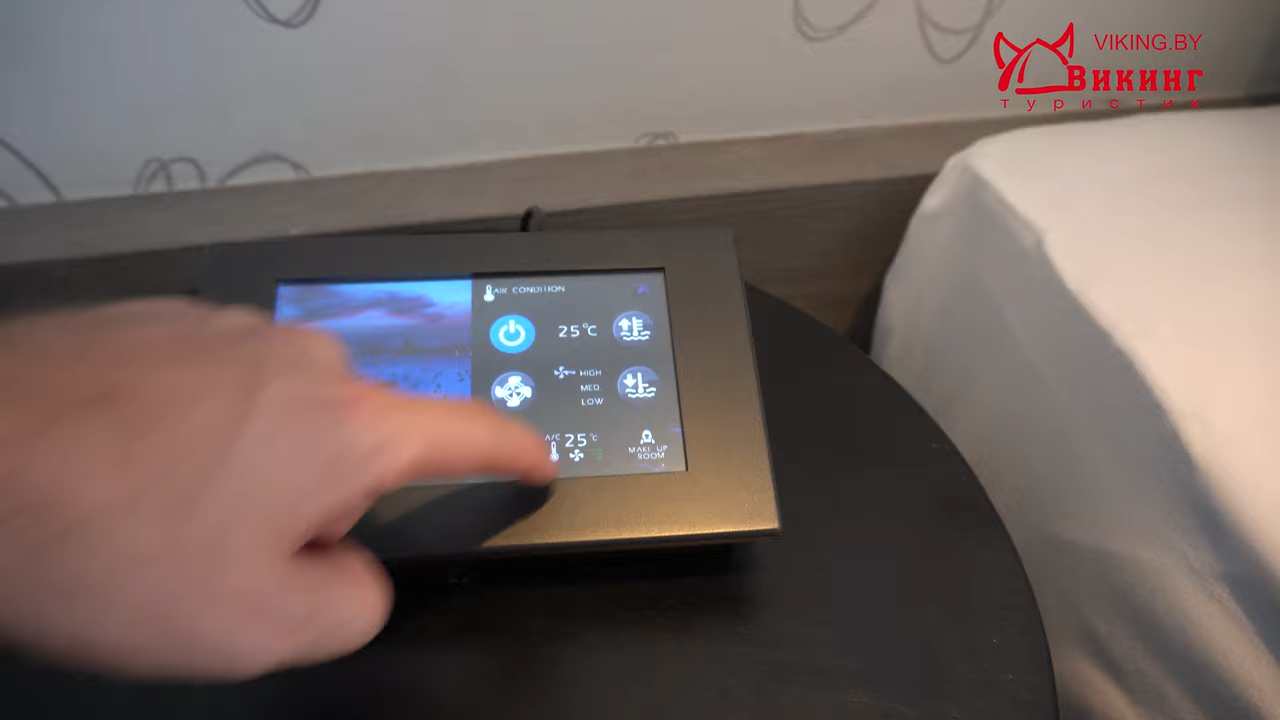 VIKING.BY
Викинг
туристик
AIR CONDITION
25°C
HIGH
MED.
LOW
A/C 25°C
MAKE UP
ROOM